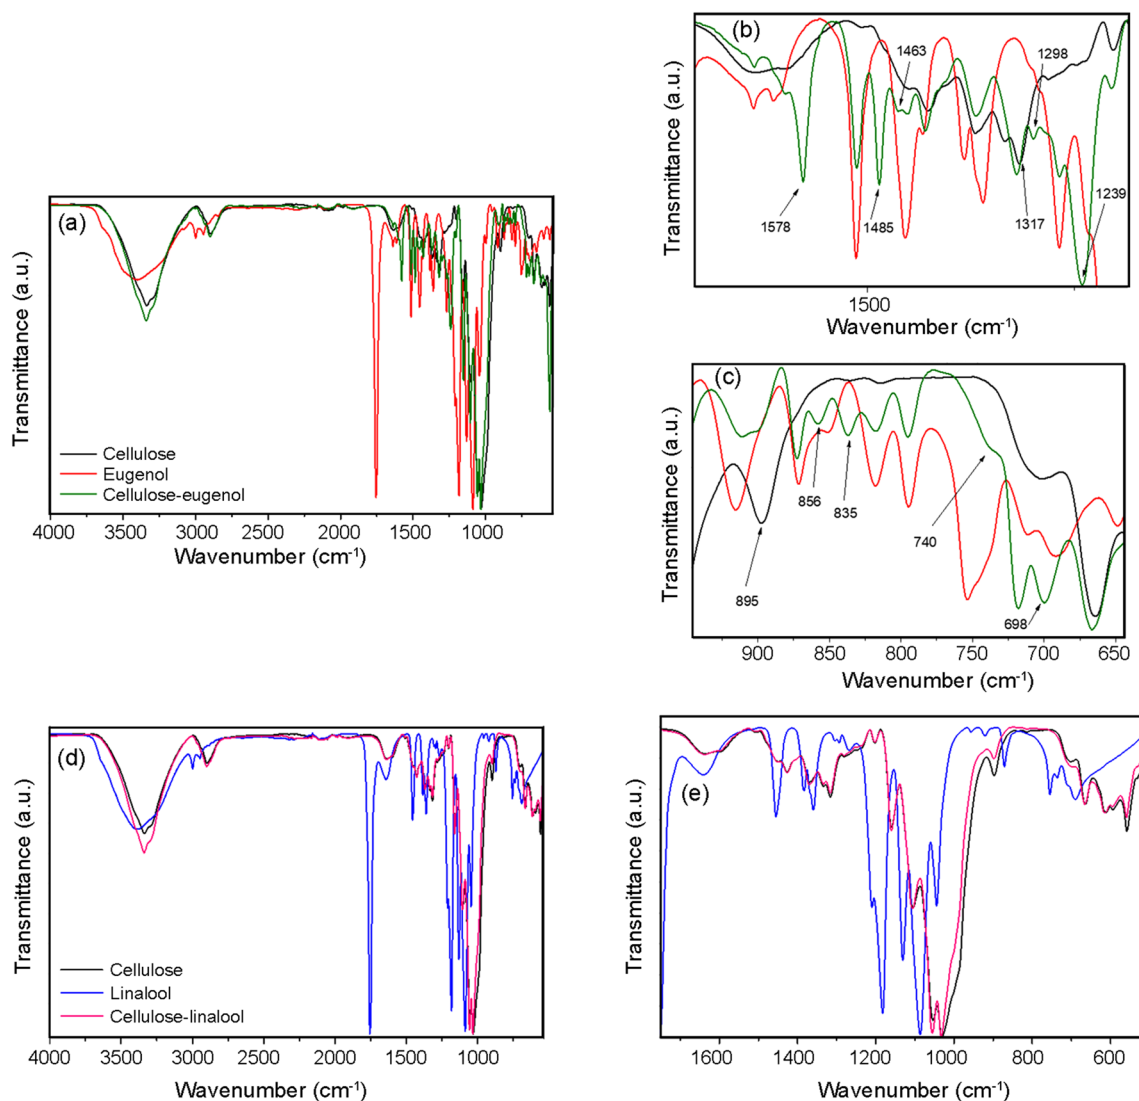 (a)
Transmittance (a.u.)
Cellulose
Eugenol
Cellulose-eugenol
4000 3500 3000 2500 2000 1500 1000
Wavenumber (cm⁻¹)
(b)
Transmittance (a.u.)
1463
1298
1578
1485
1317
1239
1500
Wavenumber (cm⁻¹)
(c)
Transmittance (a.u.)
856
835
740
895
698
900 850 800 750 700 650
Wavenumber (cm⁻¹)
(d)
Transmittance (a.u.)
Cellulose
Linalool
Cellulose-linalool
4000 3500 3000 2500 2000 1500 1000
Wavenumber (cm⁻¹)
(e)
Transmittance (a.u.)
1600 1400 1200 1000 800 600
Wavenumber (cm⁻¹)